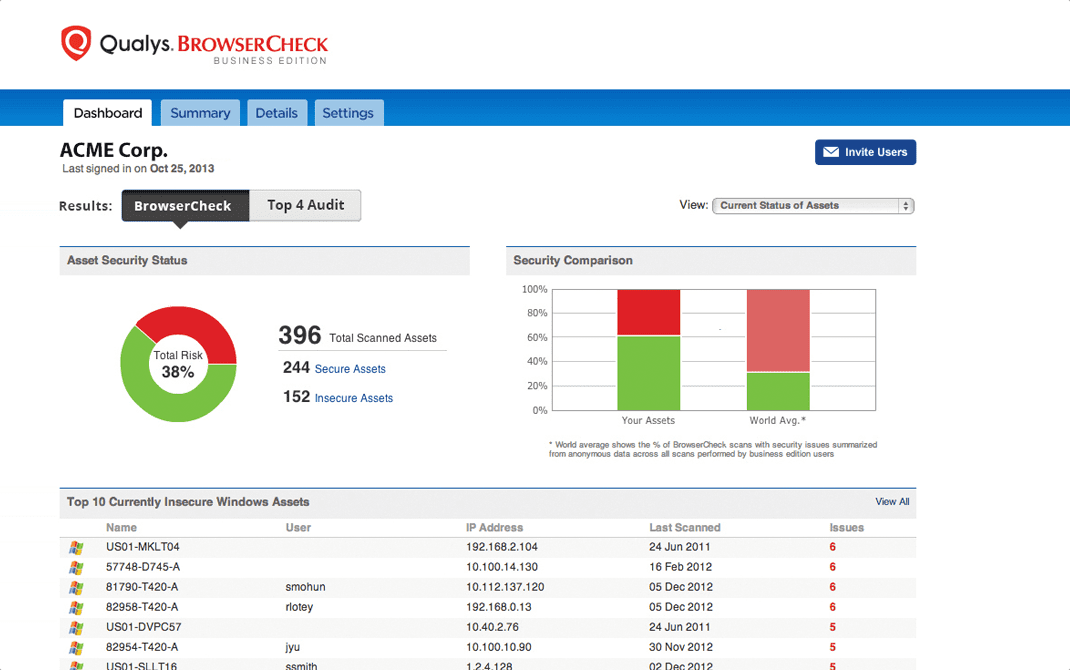 Qualys. BROWSERCHECK
BUSINESS EDITION
Dashboard Summary Details Settings
ACME Corp.
Last signed in on Oct 25, 2013
Invite Users
Results: BrowserCheck Top 4 Audit
View: Current Status of Assets
Asset Security Status
Total Risk
38%
396 Total Scanned Assets
244 Secure Assets
152 Insecure Assets
Security Comparison
100%
80%
60%
40%
20%
0%
Your Assets World Avg.*
* World average shows the % of BrowserCheck scans with security issues summarized
from anonymous data across all scans performed by business edition users
Top 10 Currently Insecure Windows Assets View All
Name User IP Address Last Scanned Issues
US01-MKLT04 192.168.2.104 24 Jun 2011 6
57748-D745-A 10.100.14.130 16 Feb 2012 6
81790-T420-A smohun 10.112.137.120 05 Dec 2012 6
82958-T420-A rlotey 192.168.0.13 05 Dec 2012 6
US01-DVPC57 10.40.2.76 24 Jun 2011 5
82954-T420-A jyu 10.100.10.90 30 Nov 2012 5
US01-SLLT16 ssmith 1.2.4.128 02 Dec 2012 5